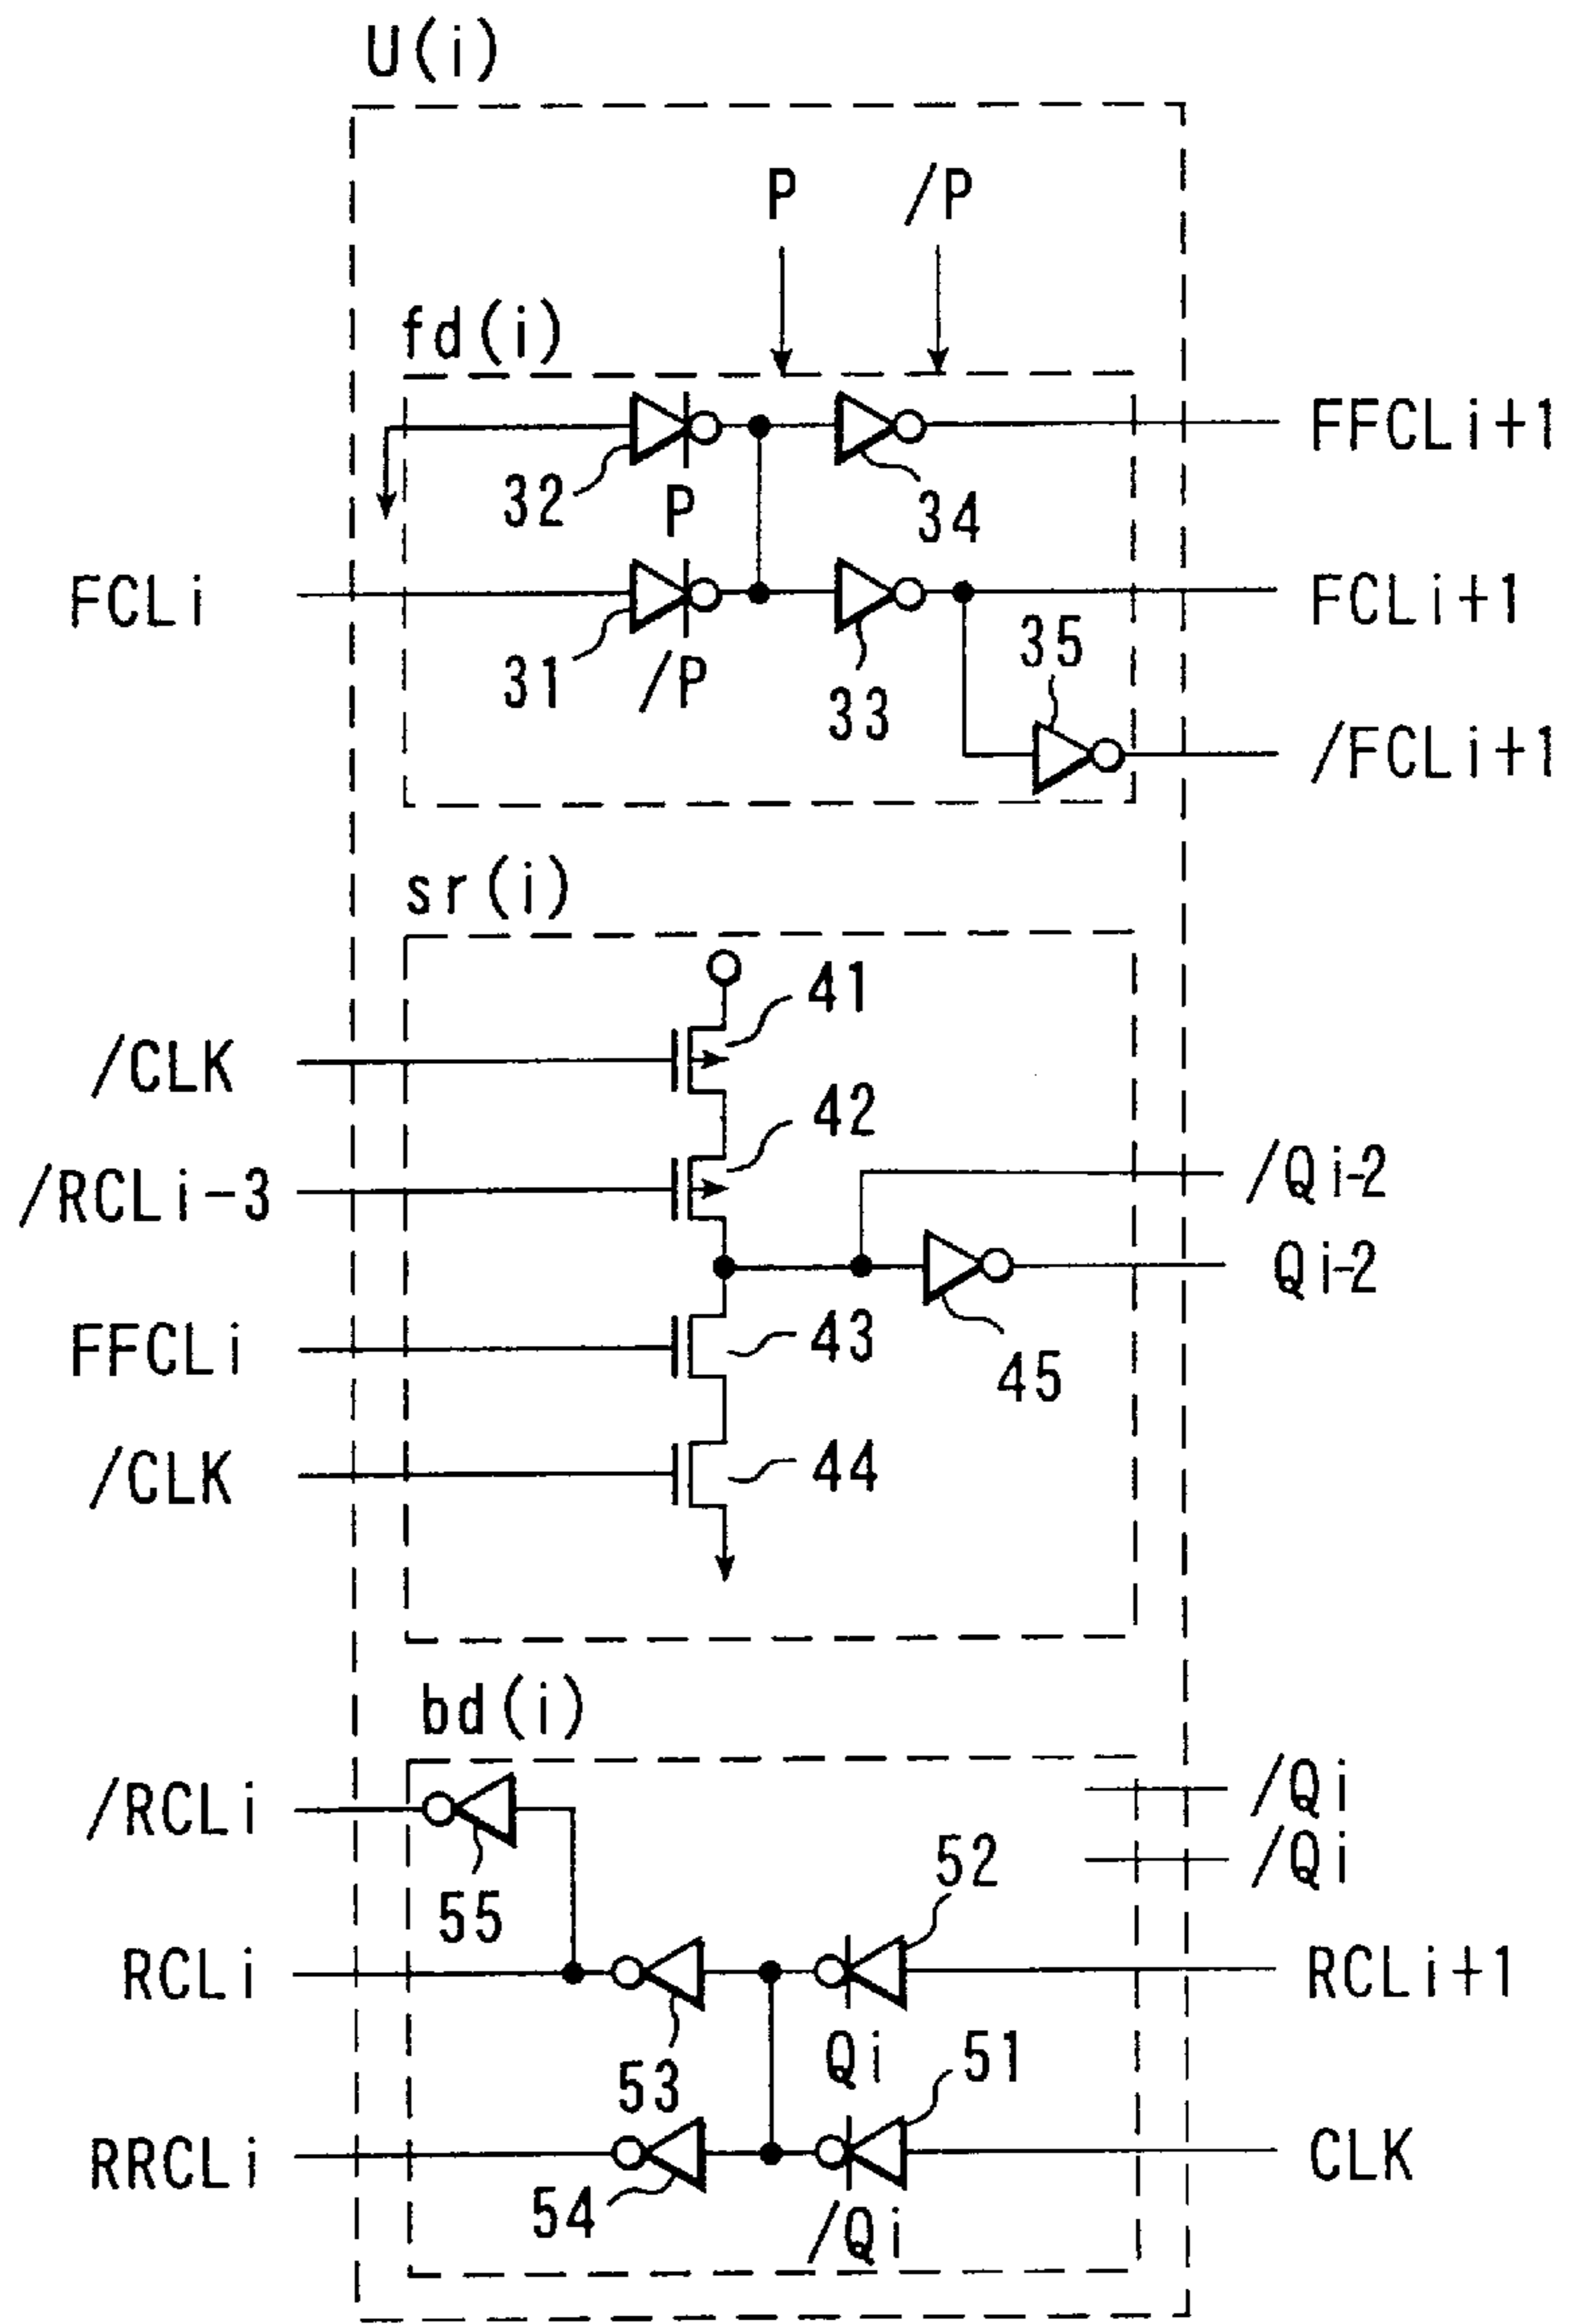 U(i)
P /P
fd(i)
FFCLi+1
32 P 34
FCLi FCLi+1
31 /P 33 35
/FCLi+1
sr(i)
41
/CLK
42
/RCLi-3 /Qi-2
Qi-2
FFCLi 43 45
/CLK 44
bd(i)
/RCLi /Qi
55 52 /Qi
RCLi RCLi+1
53 Qi 51
RRCLi CLK
54 /Qi